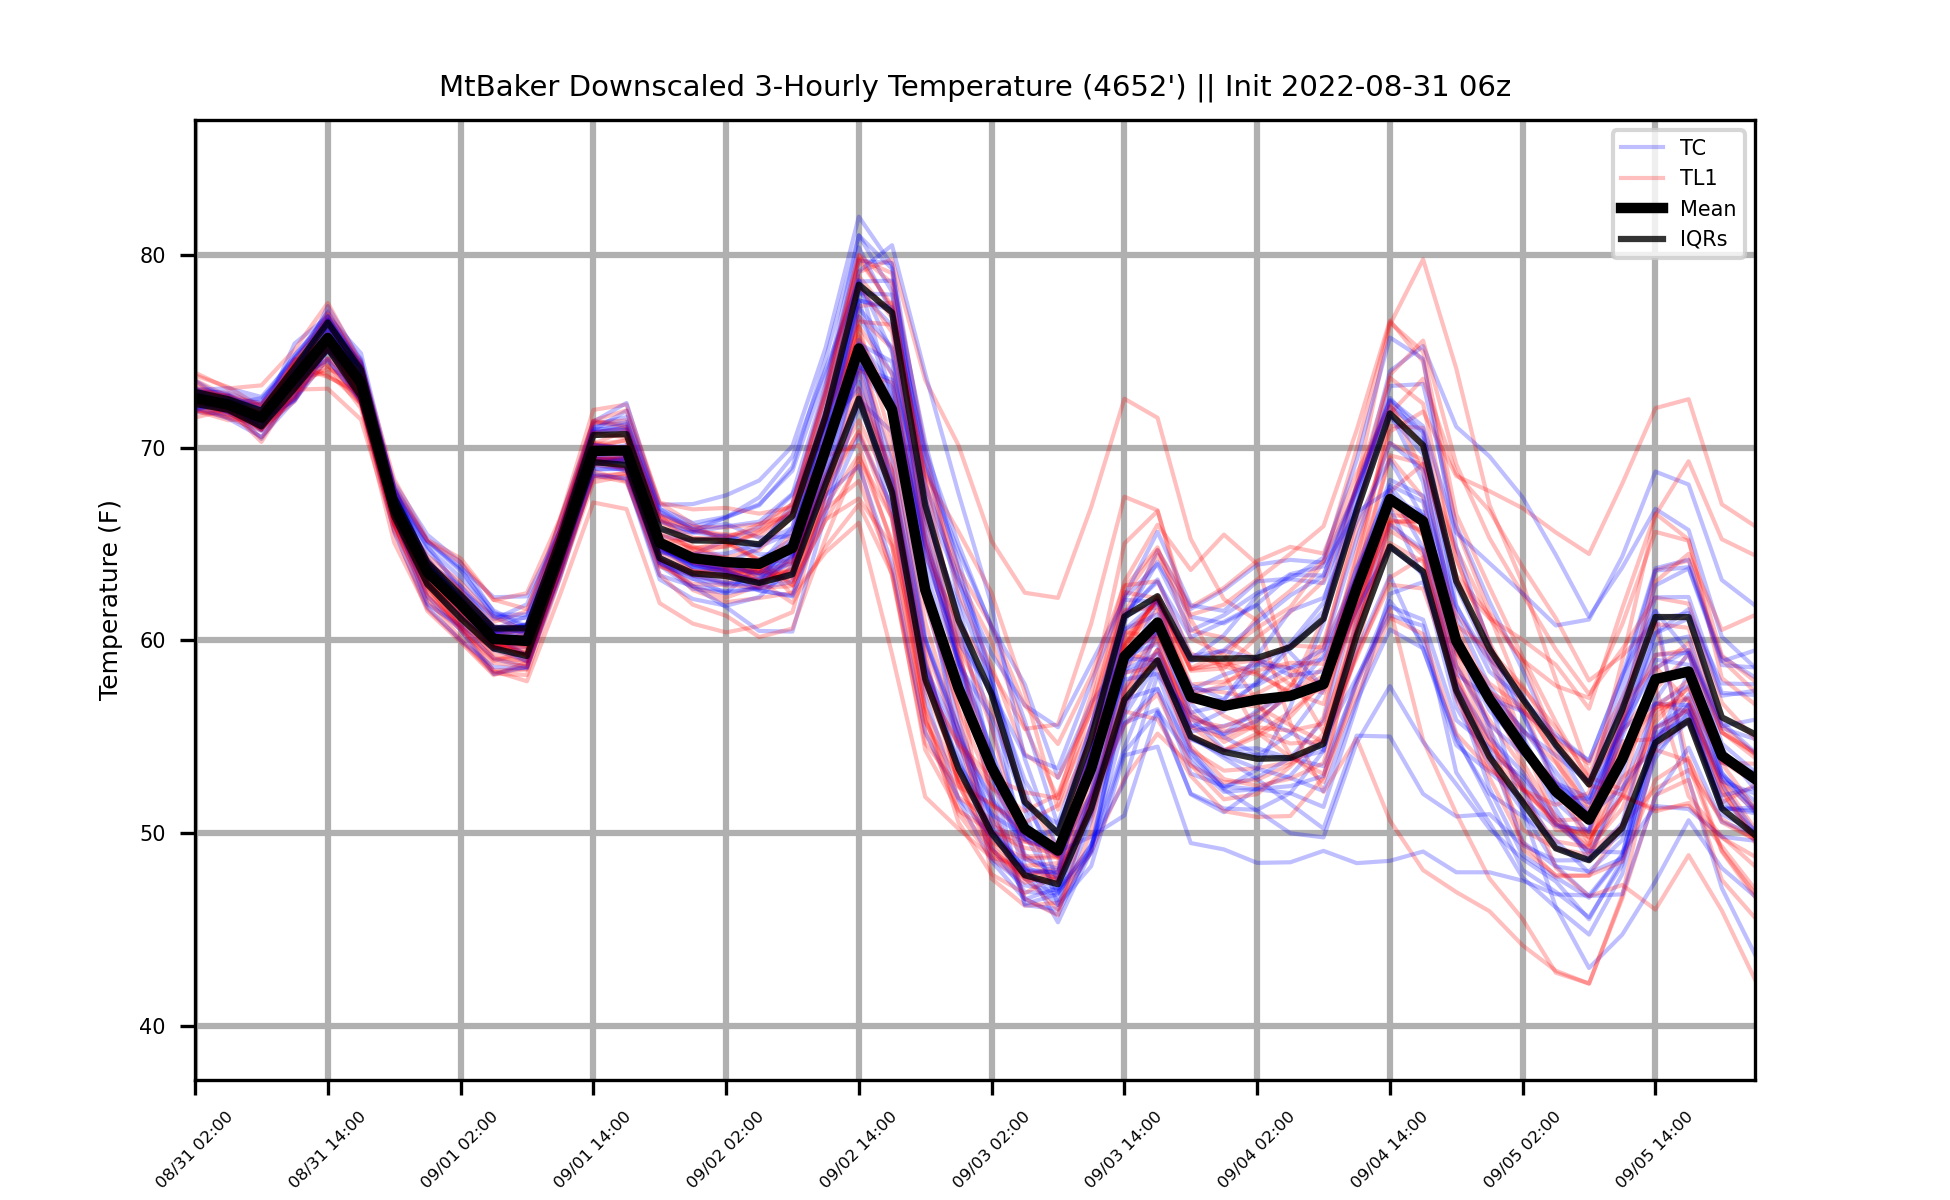 MtBaker Downscaled 3-Hourly Temperature (4652') || Init 2022-08-31 06z
TC
TL1
Mean
IQRs
Temperature (F)
80
70
60
50
40
08/31 02:00
08/31 14:00
09/01 02:00
09/01 14:00
09/02 02:00
09/02 14:00
09/03 02:00
09/03 14:00
09/04 02:00
09/04 14:00
09/05 02:00
09/05 14:00